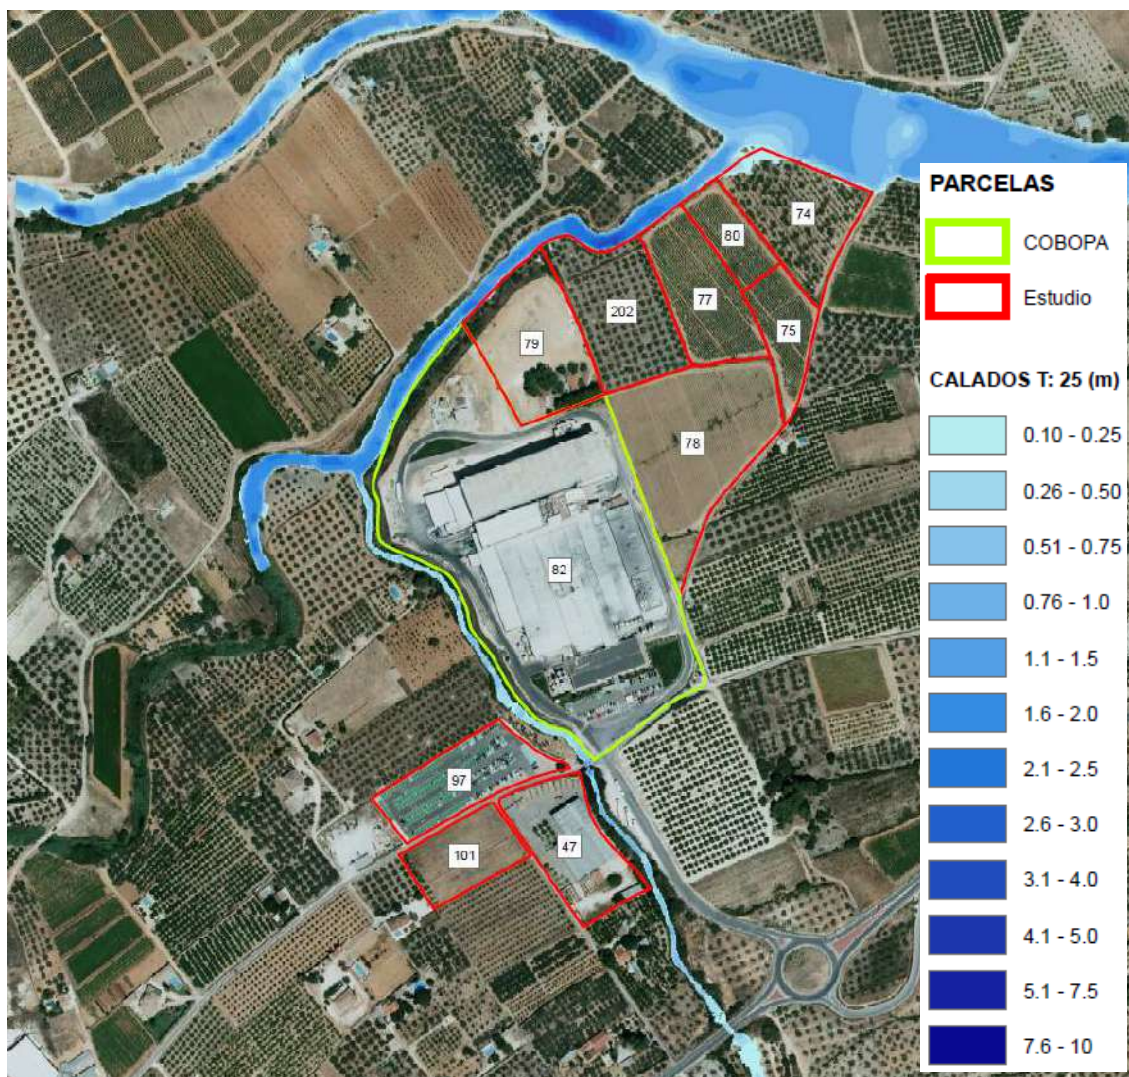 PARCELAS
COBOPA
Estudio
CALADOS T: 25 (m)
0.10 - 0.25
0.26 - 0.50
0.51 - 0.75
0.76 - 1.0
1.1 - 1.5
1.6 - 2.0
2.1 - 2.5
2.6 - 3.0
3.1 - 4.0
4.1 - 5.0
5.1 - 7.5
7.6 - 10
74
80
77
202
75
79
78
82
97
47
101